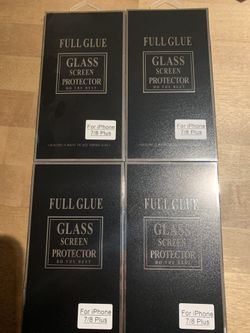 FULL GLUE
GLASS
SCREEN
PROTECTOR
DO THE BEST
For iPhone
7/8 Plus
FULL GLUE
GLASS
SCREEN
PROTECTOR
DO THE BEST
For iPhone
7/8 Plus
FULL GLUE
GLASS
SCREEN
PROTECTOR
DO THE BEST
For iPhone
7/8 Plus
FULL GLUE
GLASS
SCREEN
PROTECTOR
DO THE BEST
For iPhone
7/8 Plus